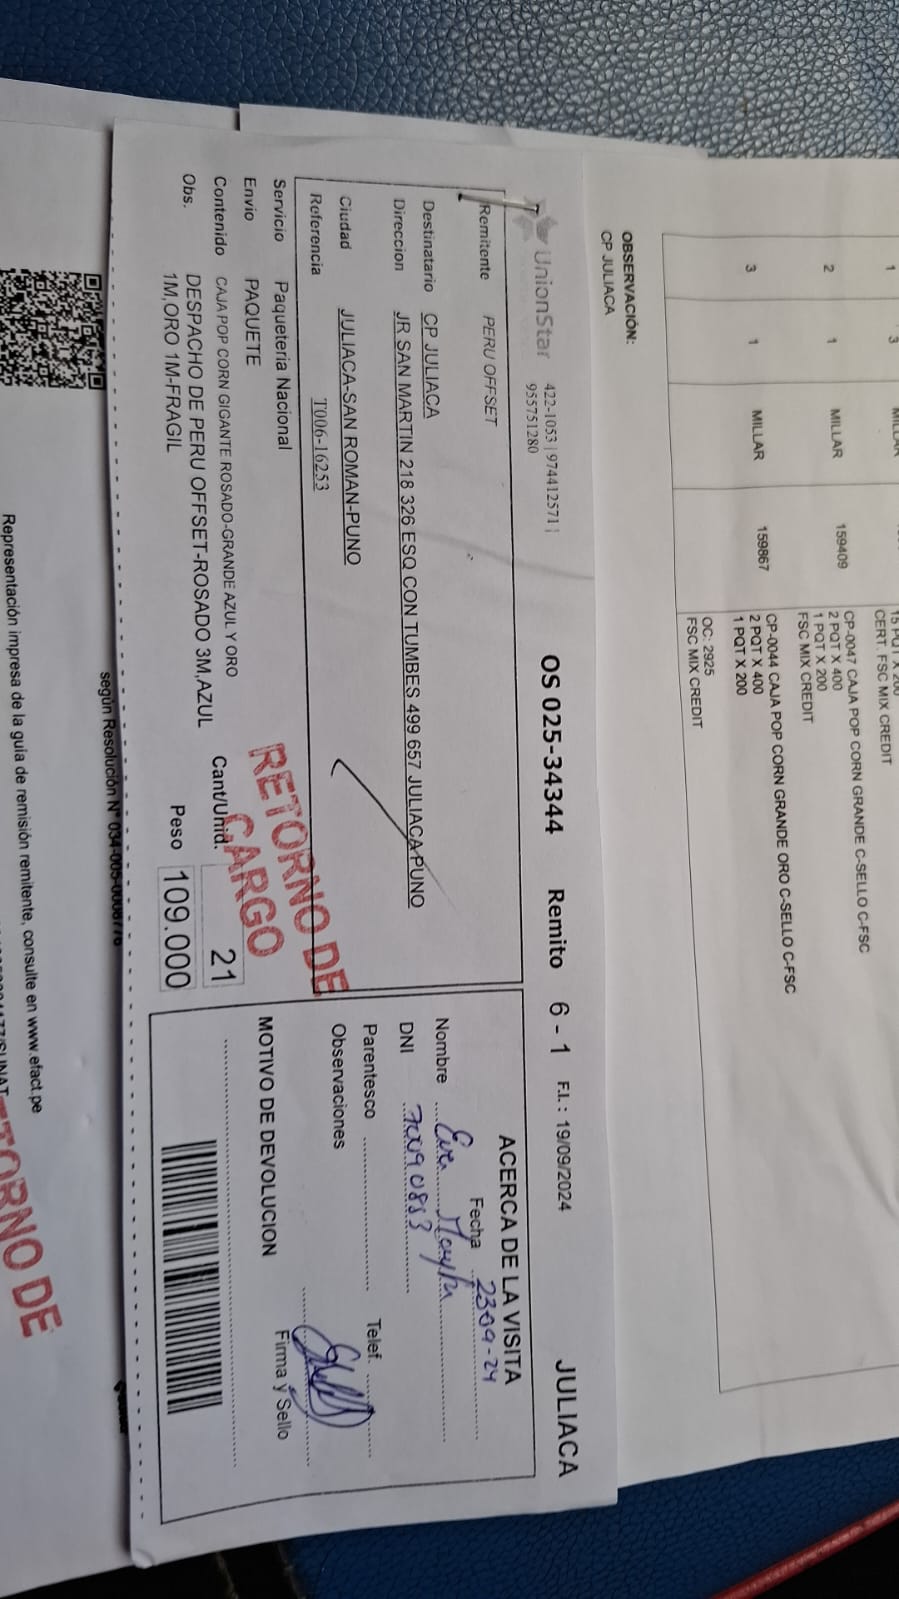 1 3 MILLAR
15 PQT X 200
CERT. FSC MIX CREDIT
2 1 MILLAR 159409 CP-0047 CAJA POP CORN GRANDE C-SELLO C-FSC
2 PQT X 400
1 PQT X 200
FSC MIX CREDIT
3 1 MILLAR 159867 CP-0044 CAJA POP CORN GRANDE ORO C-SELLO C-FSC
2 PQT X 400
1 PQT X 200
OC: 2925
FSC MIX CREDIT
OBSERVACIÓN:
CP JULIACA
UnionStar 422-1053 | 974412571 |
955751280
OS 025-34344 Remito 6 - 1 F.I. : 19/09/2024 JULIACA
Remitente PERU OFFSET
Destinatario CP JULIACA
Direccion JR SAN MARTIN 218 326 ESQ CON TUMBES 499 657 JULIACA PUNO
Ciudad JULIACA-SAN ROMAN-PUNO
Referencia T006-16253
Servicio Paqueteria Nacional
Envio PAQUETE
Contenido CAJA POP CORN GIGANTE ROSADO-GRANDE AZUL Y ORO
Obs. DESPACHO DE PERU OFFSET-ROSADO 3M,AZUL
1M,ORO 1M-FRAGIL
Cant/Unid. 21
Peso 109.000
RETORNO DE
CARGO
ACERCA DE LA VISITA
Fecha 2309-24
Nombre Eve
DNI
Parentesco Telef.
Observaciones
Firma y Sello
MOTIVO DE DEVOLUCION
según Resolución N° 034-005-0008776
Representación impresa de la guía de remisión remitente, consulte en www.efact.pe